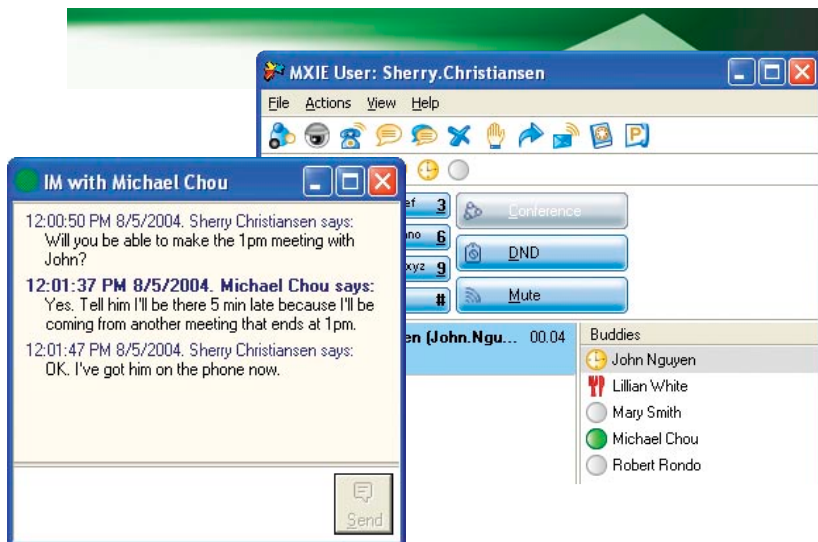 MXIE User: Sherry.Christiansen
File Actions View Help
IM with Michael Chou
12:00:50 PM 8/5/2004. Sherry Christiansen says:
Will you be able to make the 1pm meeting with
John?
12:01:37 PM 8/5/2004. Michael Chou says:
Yes. Tell him I'll be there 5 min late because I'll be
coming from another meeting that ends at 1pm.
12:01:47 PM 8/5/2004. Sherry Christiansen says:
OK. I've got him on the phone now.
Send
3
Conference
6
DND
xyz 9
#
Mute
(John.Ngu... 00.04
Buddies
John Nguyen
Lillian White
Mary Smith
Michael Chou
Robert Rondo